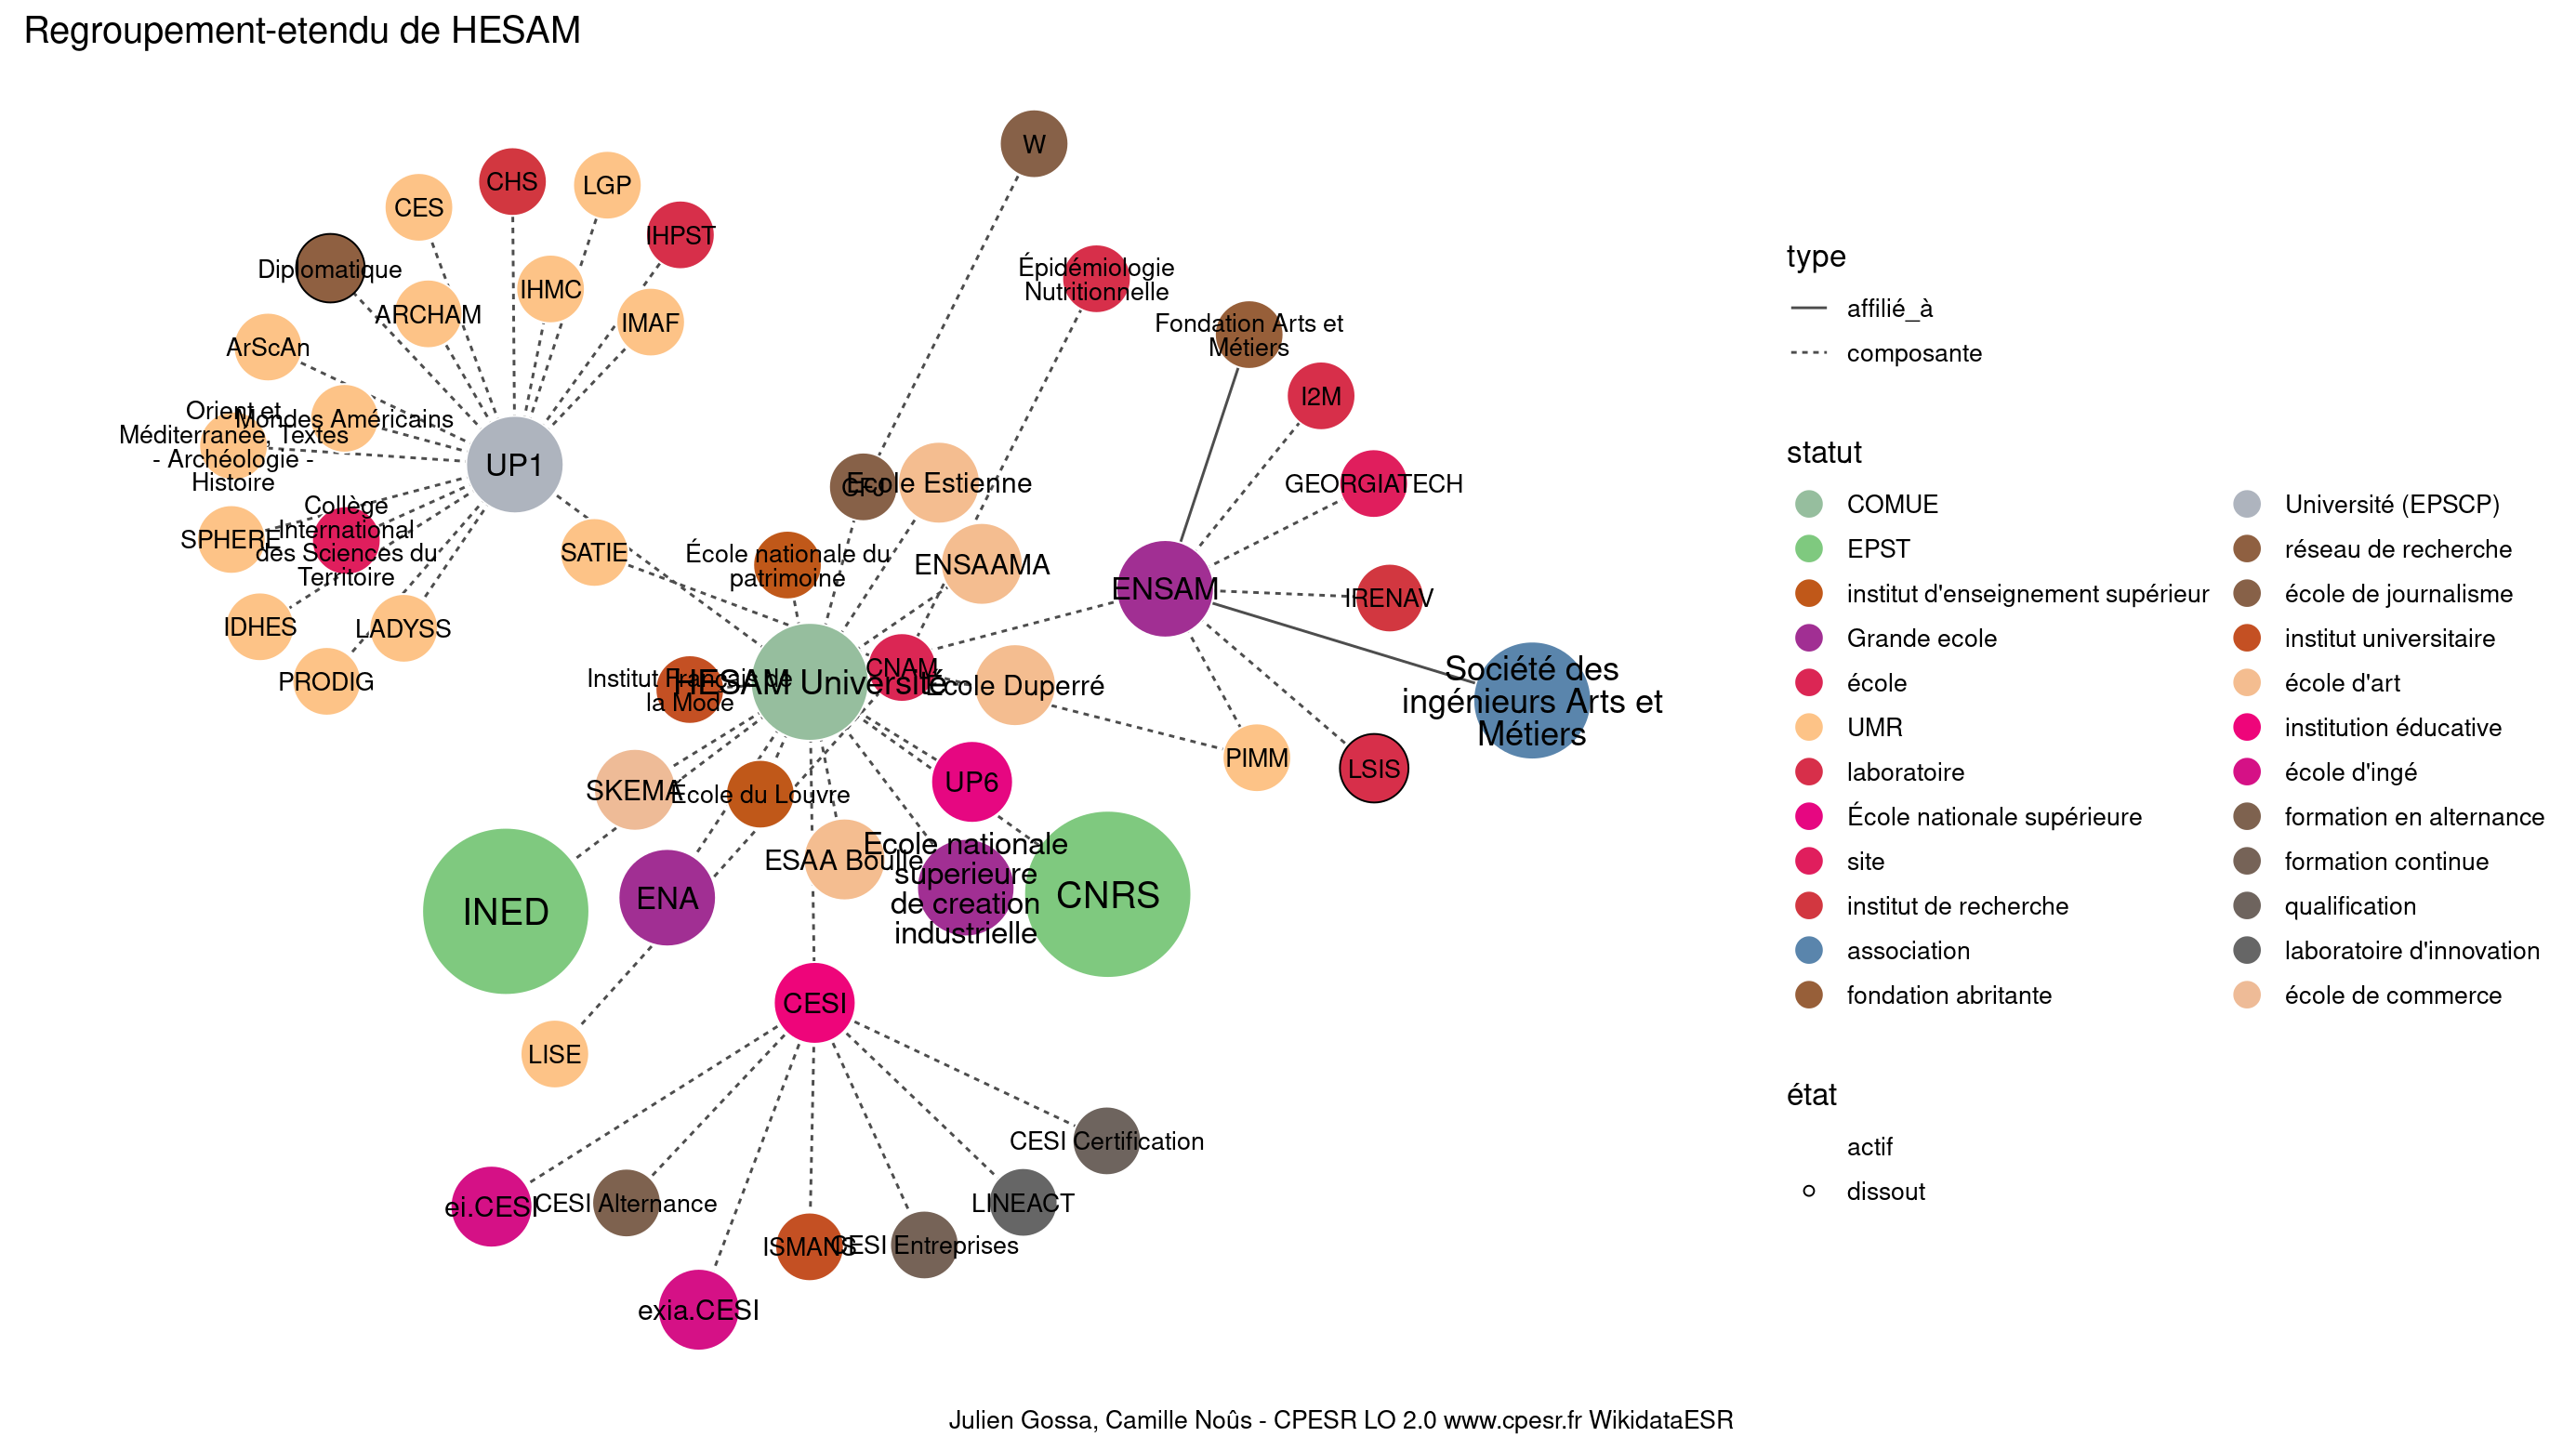 Regroupement-etendu de HESAM
W
CHS
LGP
CES
IHPST
Diplomatique
Épidémiologie
Nutritionnelle
IHMC
ARCHAM
IMAF
Fondation Arts et
Métiers
ArScAn
I2M
Orient et
Méditerranée, Textes
- Archéologie -
Histoire
Mondes Américains
UP1
CFJ
Ecole Estienne
GEORGIATECH
Collège
International
des Sciences du
Territoire
SPHERE
SATIE
École nationale du
patrimoine
ENSAAMA
ENSAM
IRENAV
IDHES
LADYSS
PRODIG
Institut Français de
la Mode
HESAM Université
CNAM
École Duperré
Société des
ingénieurs Arts et
Métiers
PIMM
LSIS
SKEMA
École du Louvre
UP6
ESAA Boulle
Ecole nationale
superieure
de creation
industrielle
CNRS
INED
ENA
CESI
LISE
CESI Certification
ei.CESI
CESI Alternance
LINEACT
ISMANS
CESI Entreprises
exia.CESI
type
affilié_à
composante
statut
COMUE
EPST
institut d'enseignement supérieur
Grande ecole
école
UMR
laboratoire
École nationale supérieure
site
institut de recherche
association
fondation abritante
Université (EPSCP)
réseau de recherche
école de journalisme
institut universitaire
école d'art
institution éducative
école d'ingé
formation en alternance
formation continue
qualification
laboratoire d'innovation
école de commerce
état
actif
dissout
Julien Gossa, Camille Noûs - CPESR LO 2.0 www.cpesr.fr WikidataESR